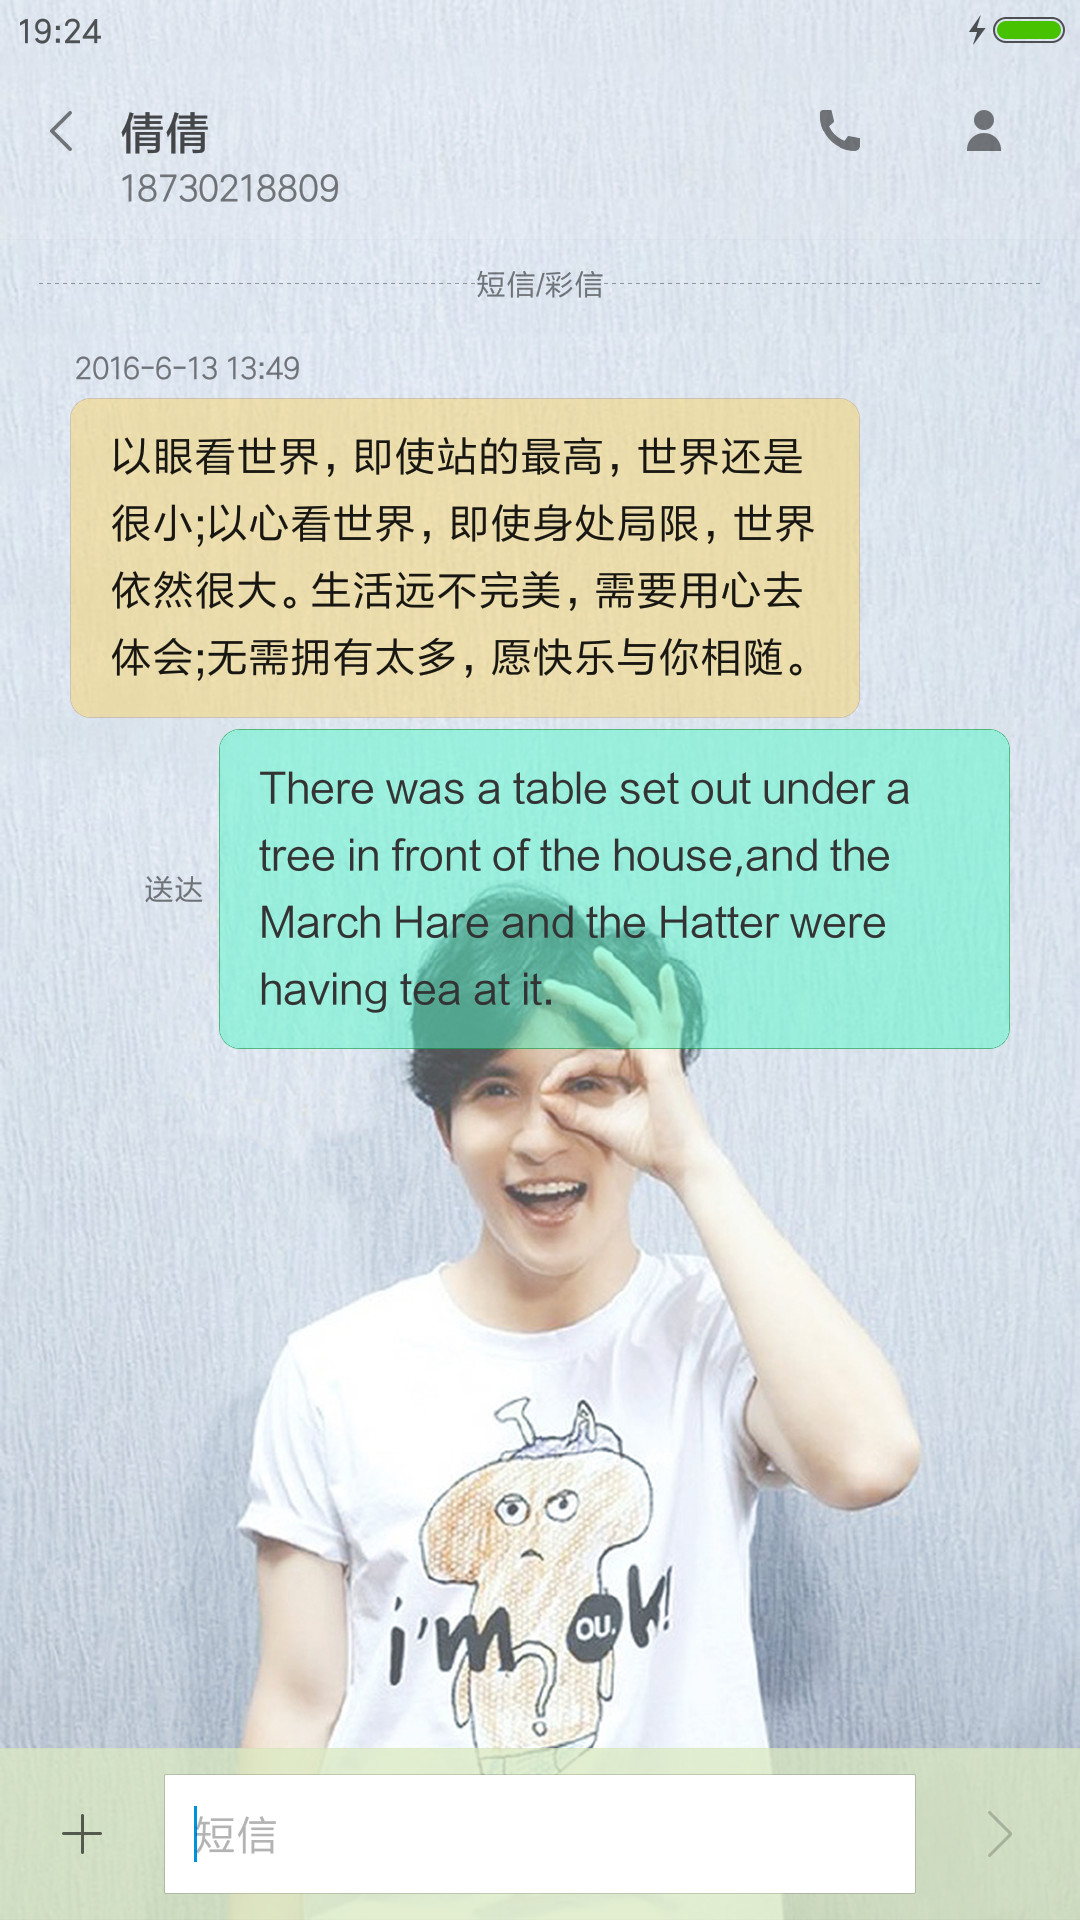 19:24
倩倩
18730218809
短信/彩信
2016-6-13 13:49
以眼看世界，即使站的最高，世界还是
很小;以心看世界，即使身处局限，世界
依然很大。生活远不完美，需要用心去
体会;无需拥有太多，愿快乐与你相随。
There was a table set out under a
tree in front of the house,and the
March Hare and the Hatter were
having tea at it.
送达
i'm OK!
OU.
?
短信